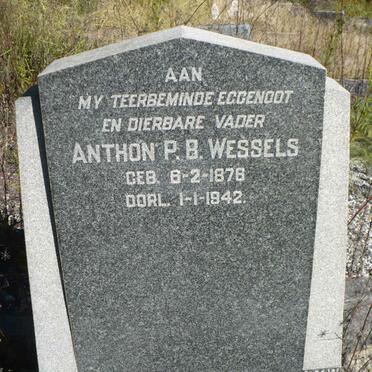 AAN
MY TEERBEMINDE EGGENOOT
EN DIERBARE VADER
ANTHON P. B. WESSELS
GEB. 6-2-1876
OORL. 1-1-1942.